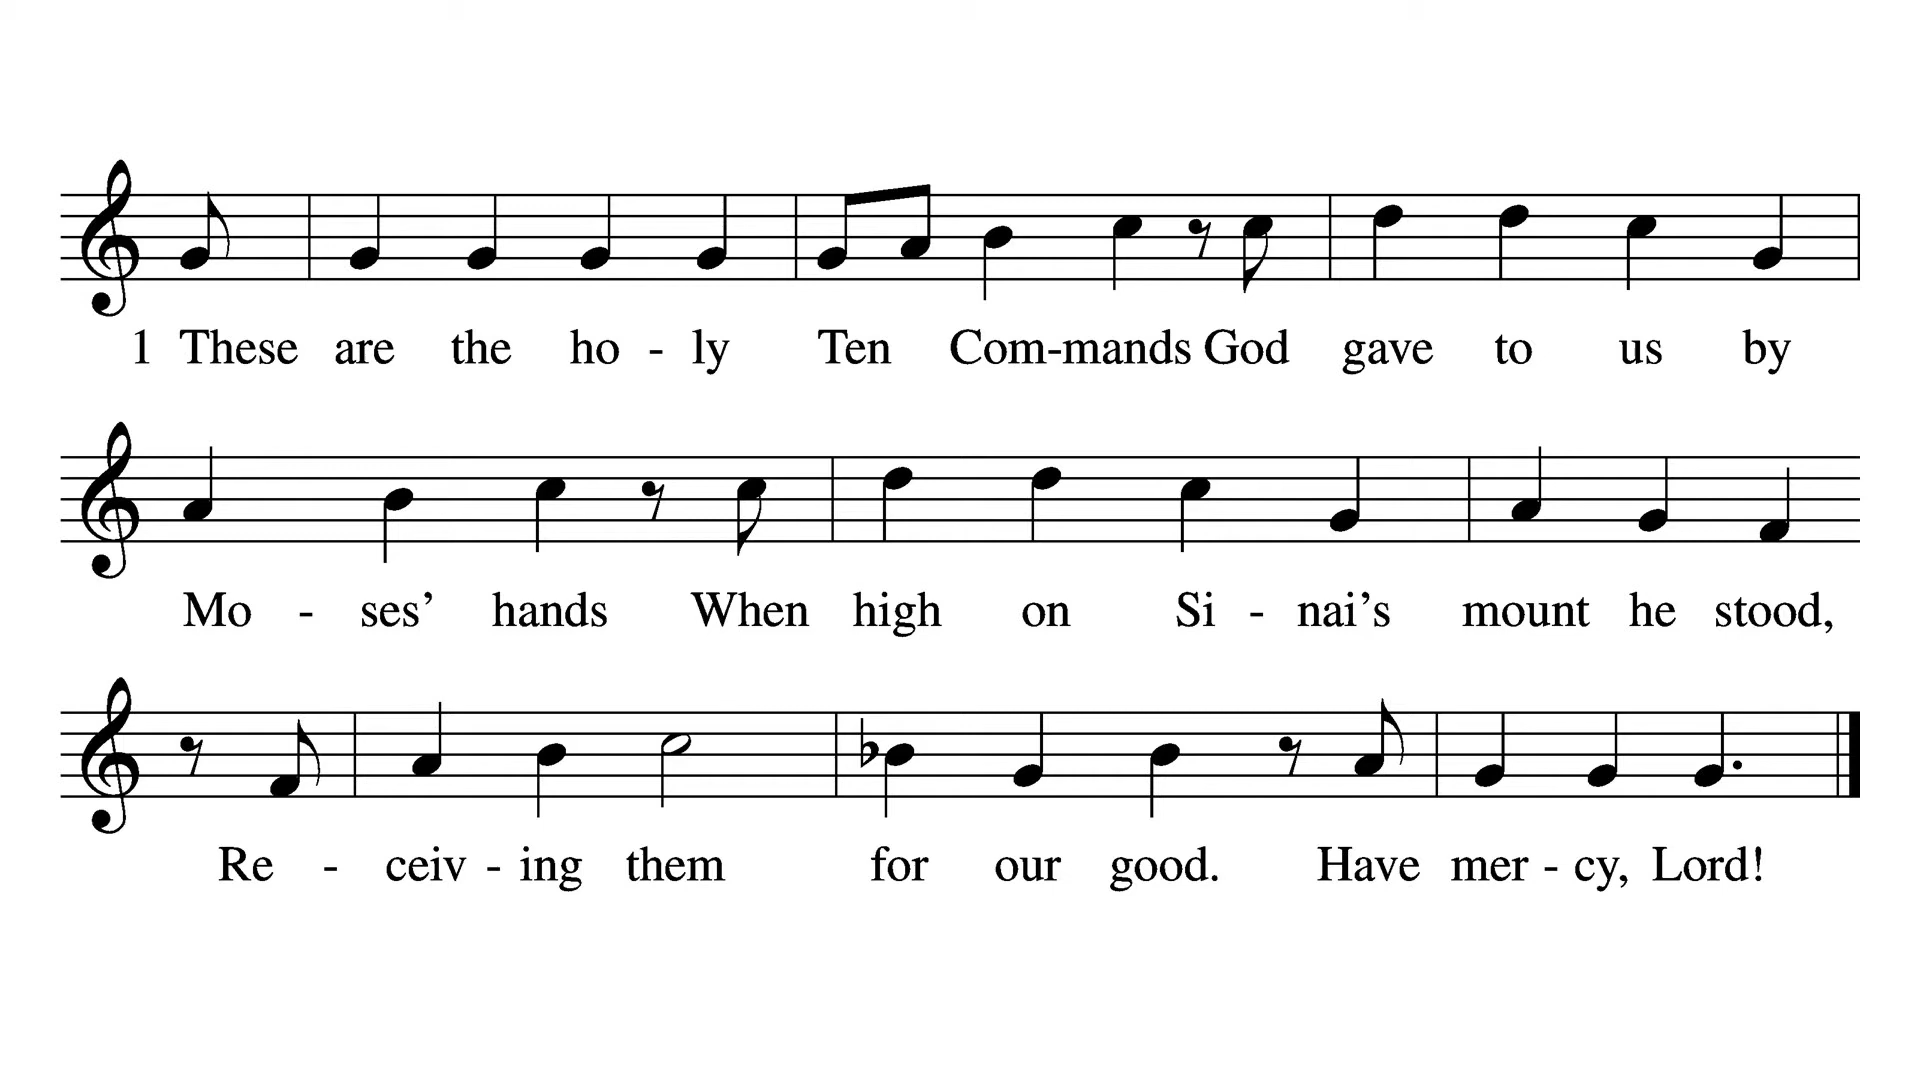 1 These are the ho - ly Ten Com-mands God gave to us by
Mo - ses’ hands When high on Si - nai’s mount he stood,
Re - ceiv - ing them for our good. Have mer - cy, Lord!